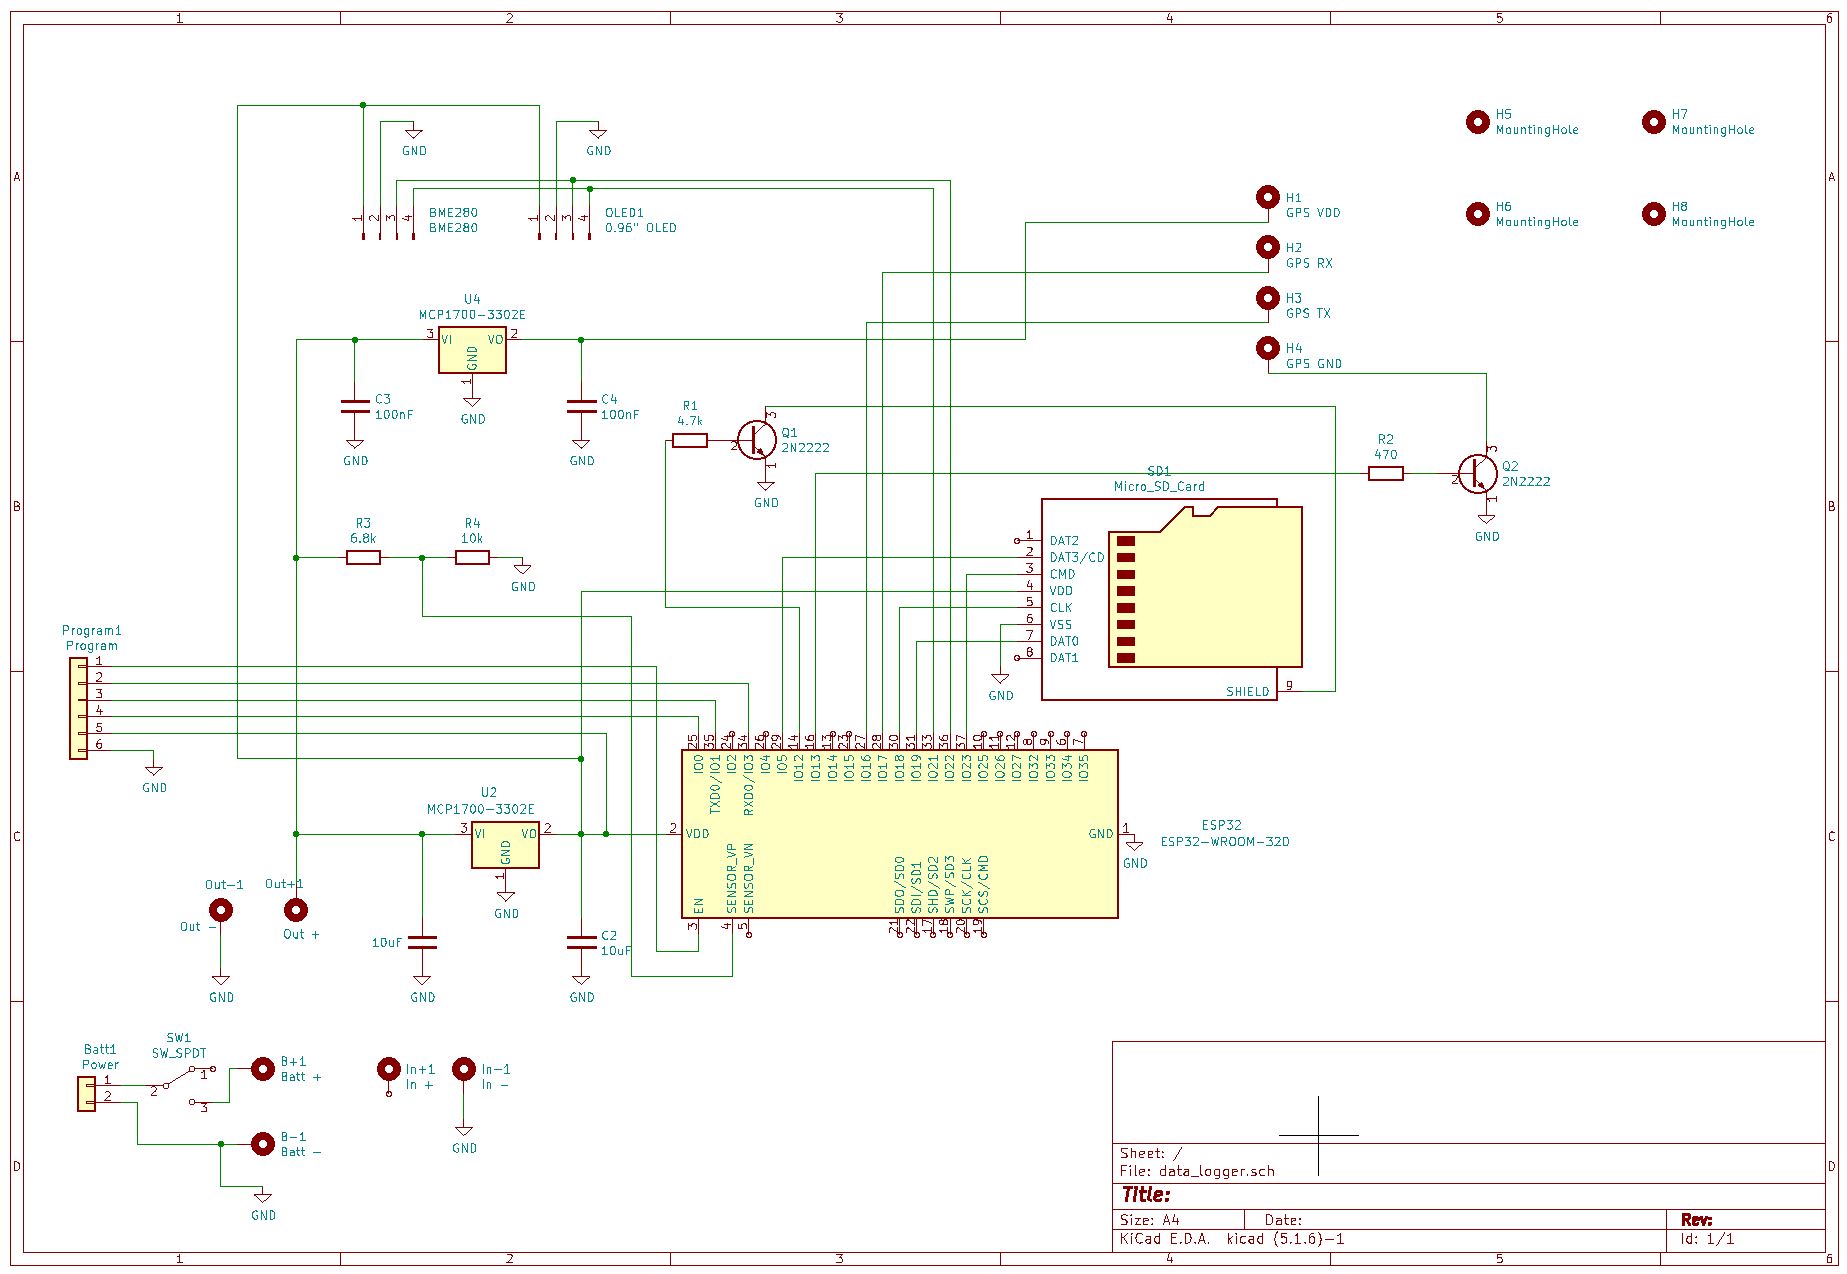 1 2 3 4 5 6
A
B
C
D
A
B
C
D
1 2 3 4 5 6
GND
GND
1 2 3 4
BME280
BME280
1 2 3 4
OLED1
0.96" OLED
H5
MountingHole
H7
MountingHole
H6
MountingHole
H8
MountingHole
H1
GPS VDD
H2
GPS RX
H3
GPS TX
H4
GPS GND
U4
MCP1700-3302E
3 VI VO 2
GND
1
GND
C3
100nF
GND
C4
100nF
GND
R1
4.7k
Q1
2N2222
2
3
1
GND
R2
470
Q2
2N2222
2
3
1
GND
SD1
Micro_SD_Card
1 DAT2
2 DAT3/CD
3 CMD
4 VDD
5 CLK
6 VSS
7 DAT0
8 DAT1
SHIELD 9
GND
R3
6.8k
R4
10k
GND
Program1
Program
1
2
3
4
5
6
GND
25 35 24 34 26 29 14 16 13 23 27 28 30 31 33 36 37 10 11 12 8 9 6 7
IO0
TXD0/IO1
IO2
RXD0/IO3
IO4
IO5
IO12
IO13
IO14
IO15
IO16
IO17
IO18
IO19
IO21
IO22
IO23
IO25
IO26
IO27
IO32
IO33
IO34
IO35
2 VDD
GND 1
GND
ESP32
ESP32-WROOM-32D
EN
SENSOR_VP
SENSOR_VN
SDO/SD0
SDI/SD1
SHD/SD2
SWP/SD3
SCK/CLK
SCS/CMD
3 4 5 21 22 17 18 20 19
U2
MCP1700-3302E
3 VI VO 2
GND
1
GND
Out-1
Out -
GND
Out+1
Out +
10uF
GND
C2
10uF
GND
Batt1
Power
1
2
SW1
SW_SPDT
1
2
3
B+1
Batt +
B-1
Batt -
GND
In+1
In +
In-1
In -
GND
Sheet: /
File: data_logger.sch
Title:
Size: A4 Date: Rev:
KiCad E.D.A. kicad (5.1.6)-1 Id: 1/1